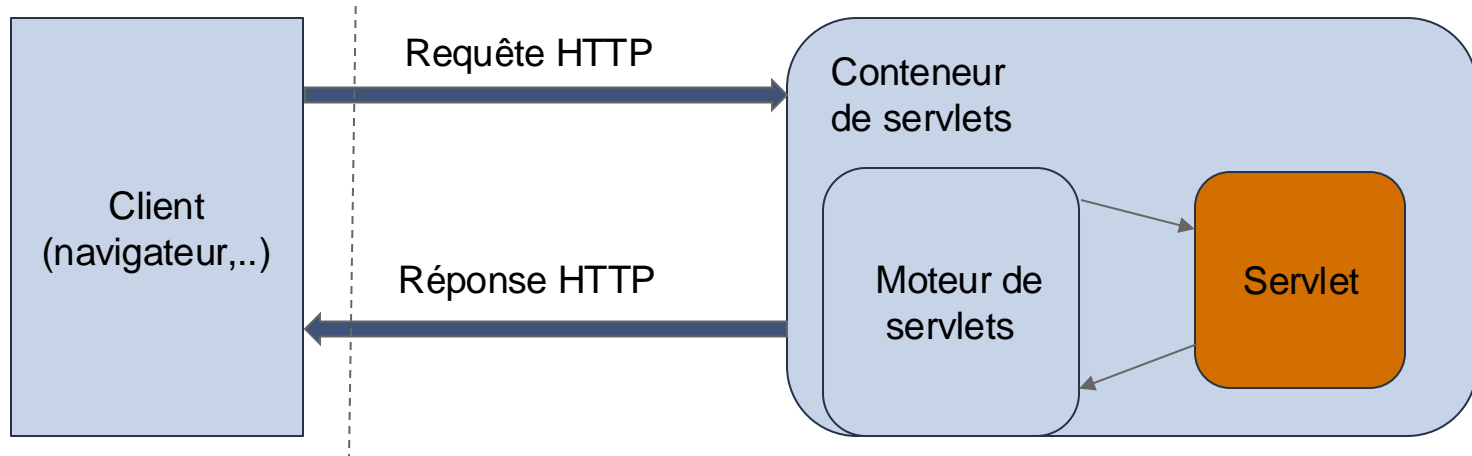 Requête HTTP
Conteneur
de servlets
Client
(navigateur,..)
Réponse HTTP
Moteur de
servlets
Servlet